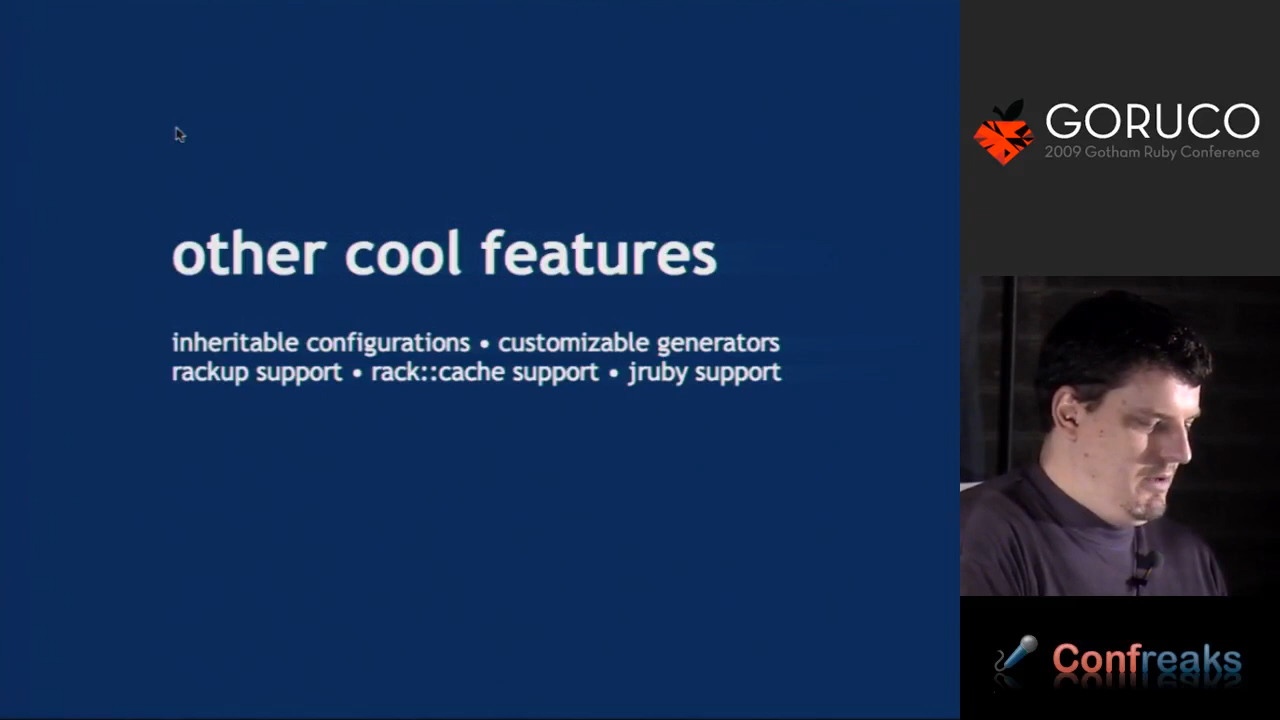 other cool features
inheritable configurations • customizable generators
rackup support • rack::cache support • jruby support
GORUCO
2009 Gotham Ruby Conference
Confreaks